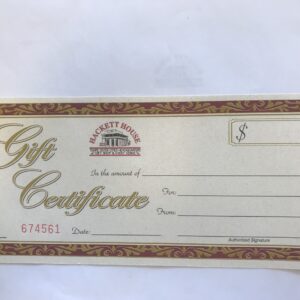 HACKETT HOUSE
$
Gift
Certificate
In the amount of
For:
From:
674561
Date:
Authorized Signature